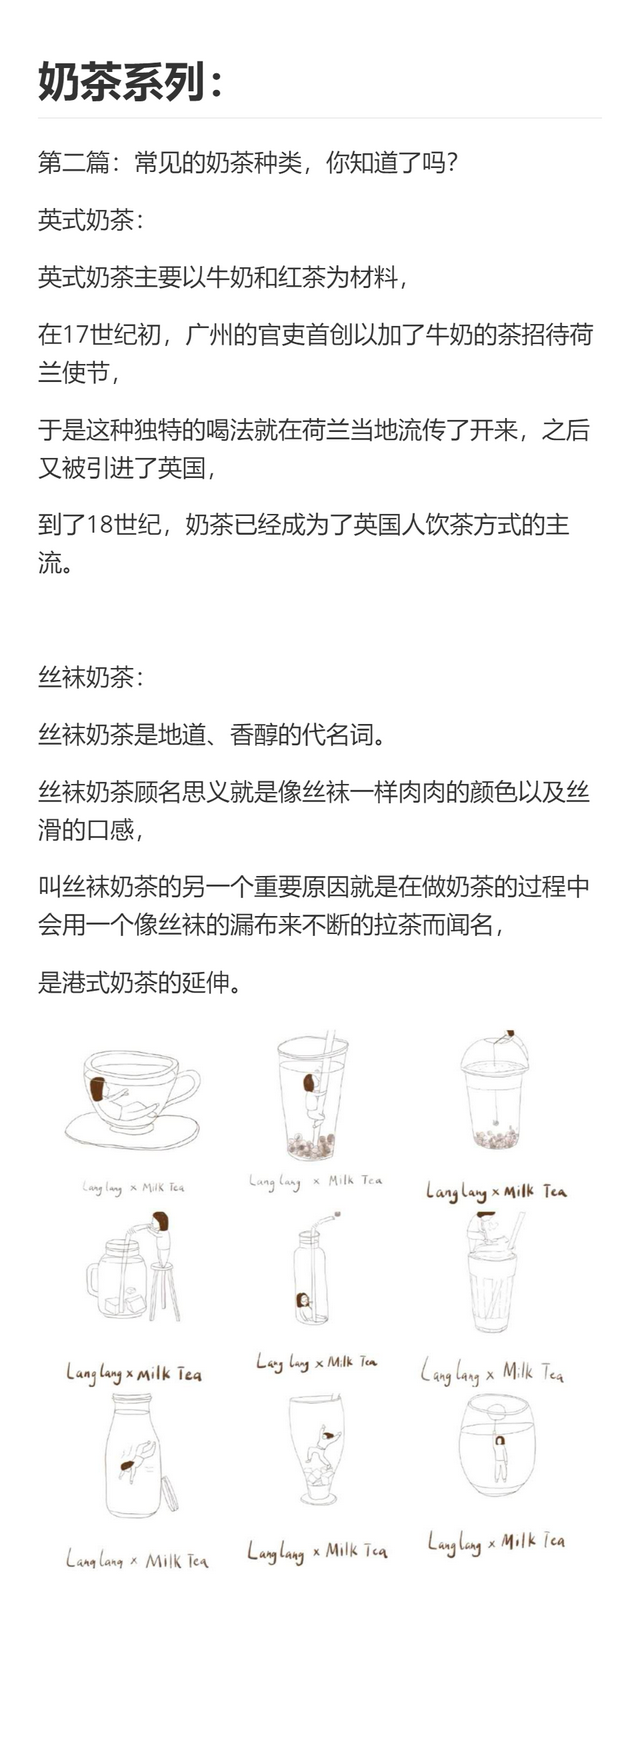 奶茶系列：
第二篇：常见的奶茶种类，你知道了吗？
英式奶茶：
英式奶茶主要以牛奶和红茶为材料，
在17世纪初，广州的官吏首创以加了牛奶的茶招待荷
兰使节，
于是这种独特的喝法就在荷兰当地流传了开来，之后
又被引进了英国，
到了18世纪，奶茶已经成为了英国人饮茶方式的主
流。
丝袜奶茶：
丝袜奶茶是地道、香醇的代名词。
丝袜奶茶顾名思义就是像丝袜一样肉肉的颜色以及丝
滑的口感，
叫丝袜奶茶的另一个重要原因就是在做奶茶的过程中
会用一个像丝袜的漏布来不断的拉茶而闻名，
是港式奶茶的延伸。
Lang lang × Milk Tea
Lang lang × Milk Tea
Lang lang × Milk Tea
Lang lang × Milk Tea
Lang lang × Milk Tea
Lang lang × Milk Tea
Lang lang × Milk Tea
Lang lang × Milk Tea
Lang lang × Milk Tea